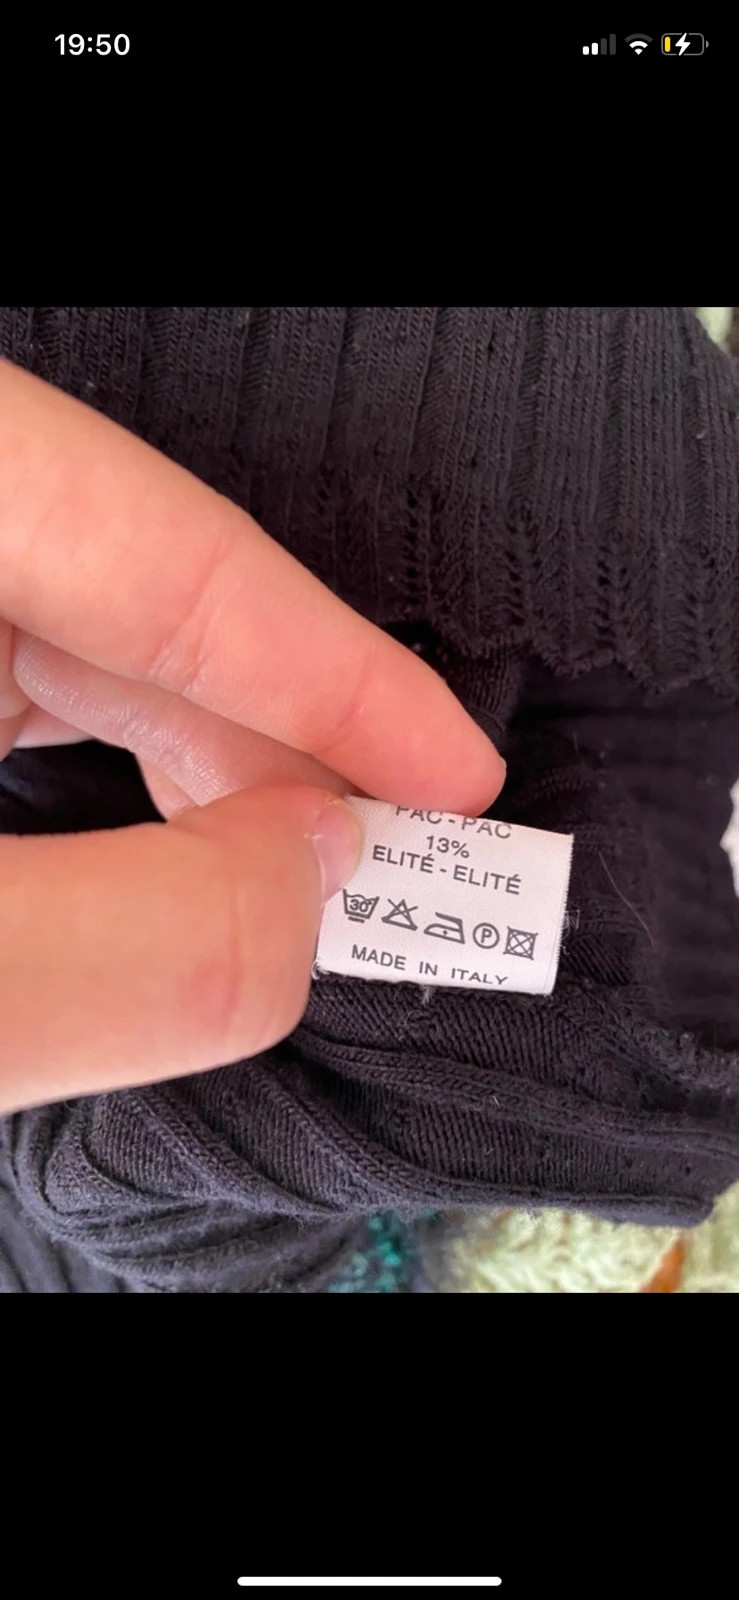 19:50
PAC - PAC
13%
ELITÉ - ELITÉ
30°
P
MADE IN ITALY